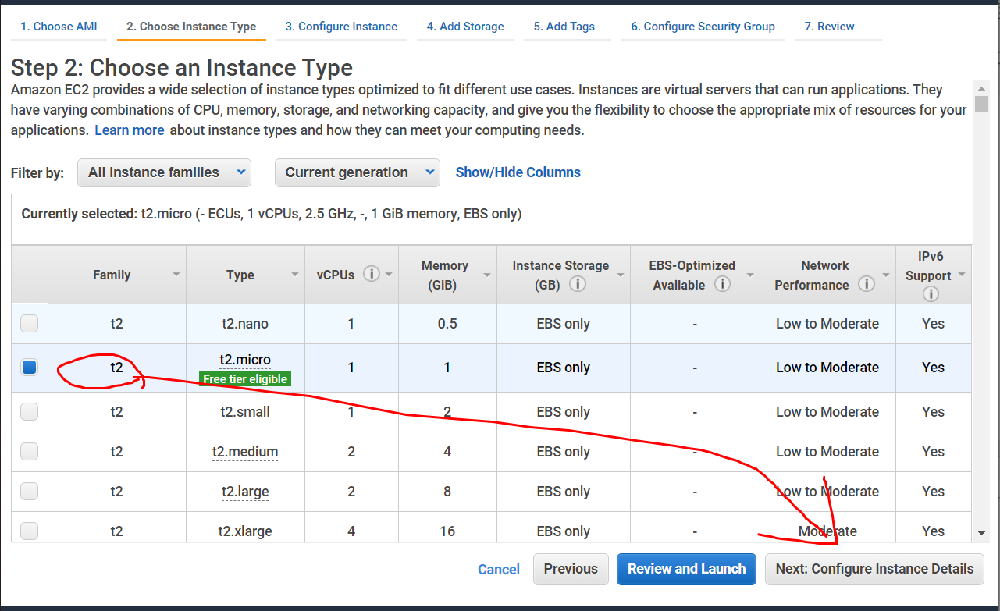 1. Choose AMI 2. Choose Instance Type 3. Configure Instance 4. Add Storage 5. Add Tags 6. Configure Security Group 7. Review
Step 2: Choose an Instance Type
Amazon EC2 provides a wide selection of instance types optimized to fit different use cases. Instances are virtual servers that can run applications. They
have varying combinations of CPU, memory, storage, and networking capacity, and give you the flexibility to choose the appropriate mix of resources for your
applications. Learn more about instance types and how they can meet your computing needs.
Filter by: All instance families Current generation Show/Hide Columns
Currently selected: t2.micro (- ECUs, 1 vCPUs, 2.5 GHz, -, 1 GiB memory, EBS only)
Family Type vCPUs i Memory (GiB) Instance Storage (GB) i EBS-Optimized Available i Network Performance i IPv6 Support i
t2 t2.nano 1 0.5 EBS only - Low to Moderate Yes
t2 t2.micro 1 1 EBS only - Low to Moderate Yes
Free tier eligible
t2 t2.small 1 2 EBS only - Low to Moderate Yes
t2 t2.medium 2 4 EBS only - Low to Moderate Yes
t2 t2.large 2 8 EBS only - Low to Moderate Yes
t2 t2.xlarge 4 16 EBS only - Moderate Yes
Cancel Previous Review and Launch Next: Configure Instance Details